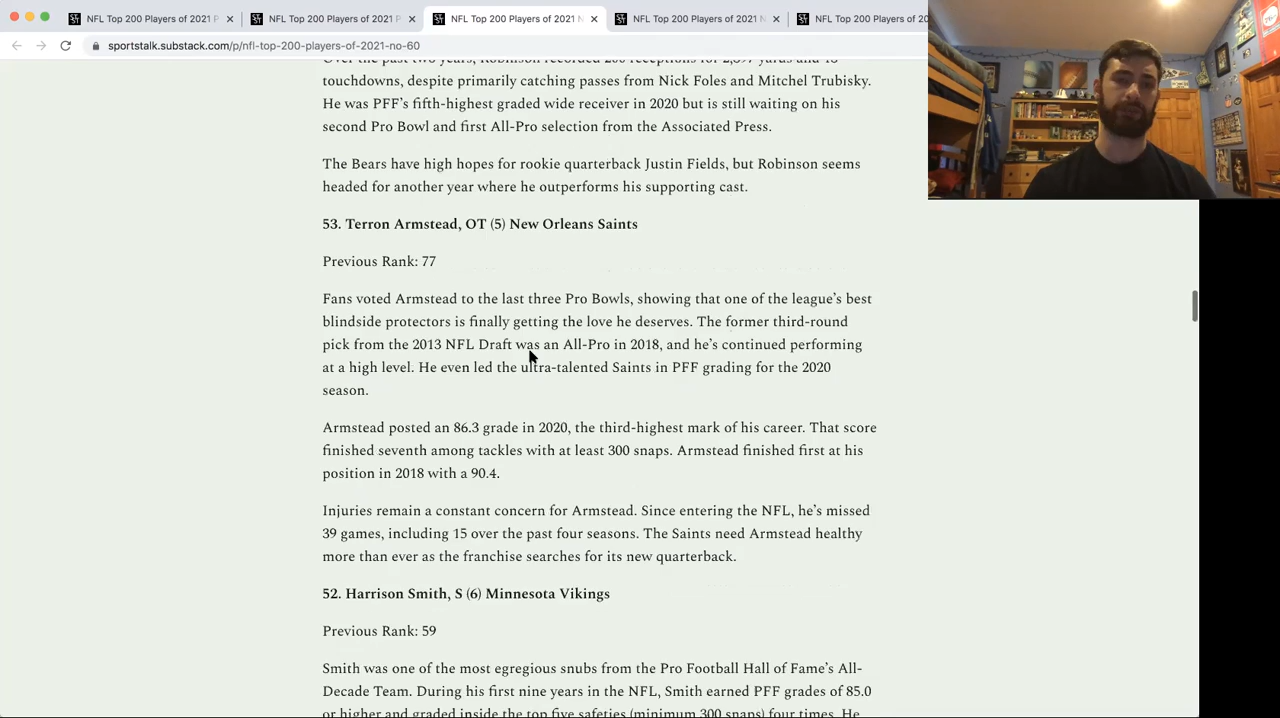 NFL Top 200 Players of 2021 P
NFL Top 200 Players of 2021 P
NFL Top 200 Players of 2021 N
NFL Top 200 Players of 2021 N
NFL Top 200 Players of 20
sportstalk.substack.com/p/nfl-top-200-players-of-2021-no-60
Over the past two years, Robinson recorded 200 receptions for 2,397 yards and 13
touchdowns, despite primarily catching passes from Nick Foles and Mitchel Trubisky.
He was PFF's fifth-highest graded wide receiver in 2020 but is still waiting on his
second Pro Bowl and first All-Pro selection from the Associated Press.
The Bears have high hopes for rookie quarterback Justin Fields, but Robinson seems
headed for another year where he outperforms his supporting cast.
53. Terron Armstead, OT (5) New Orleans Saints
Previous Rank: 77
Fans voted Armstead to the last three Pro Bowls, showing that one of the league's best
blindside protectors is finally getting the love he deserves. The former third-round
pick from the 2013 NFL Draft was an All-Pro in 2018, and he's continued performing
at a high level. He even led the ultra-talented Saints in PFF grading for the 2020
season.
Armstead posted an 86.3 grade in 2020, the third-highest mark of his career. That score
finished seventh among tackles with at least 300 snaps. Armstead finished first at his
position in 2018 with a 90.4.
Injuries remain a constant concern for Armstead. Since entering the NFL, he's missed
39 games, including 15 over the past four seasons. The Saints need Armstead healthy
more than ever as the franchise searches for its new quarterback.
52. Harrison Smith, S (6) Minnesota Vikings
Previous Rank: 59
Smith was one of the most egregious snubs from the Pro Football Hall of Fame's All-
Decade Team. During his first nine years in the NFL, Smith earned PFF grades of 85.0
or higher and graded inside the top five safeties (minimum 300 snaps) four times. He